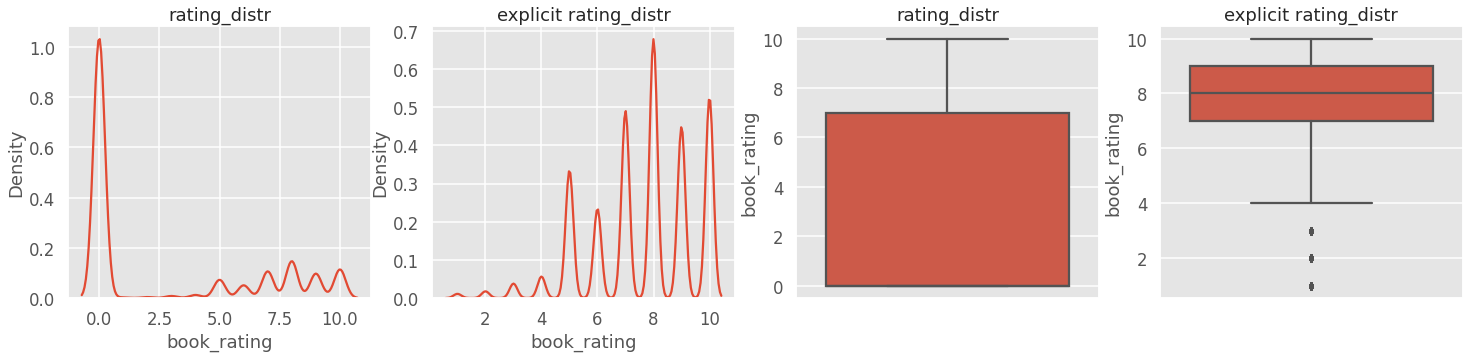 rating_distr
Density
1.0
0.8
0.6
0.4
0.2
0.0
0.0 2.5 5.0 7.5 10.0
book_rating
explicit rating_distr
Density
0.7
0.6
0.5
0.4
0.3
0.2
0.1
0.0
2 4 6 8 10
book_rating
rating_distr
book_rating
10
8
6
4
2
0
explicit rating_distr
book_rating
10
8
6
4
2